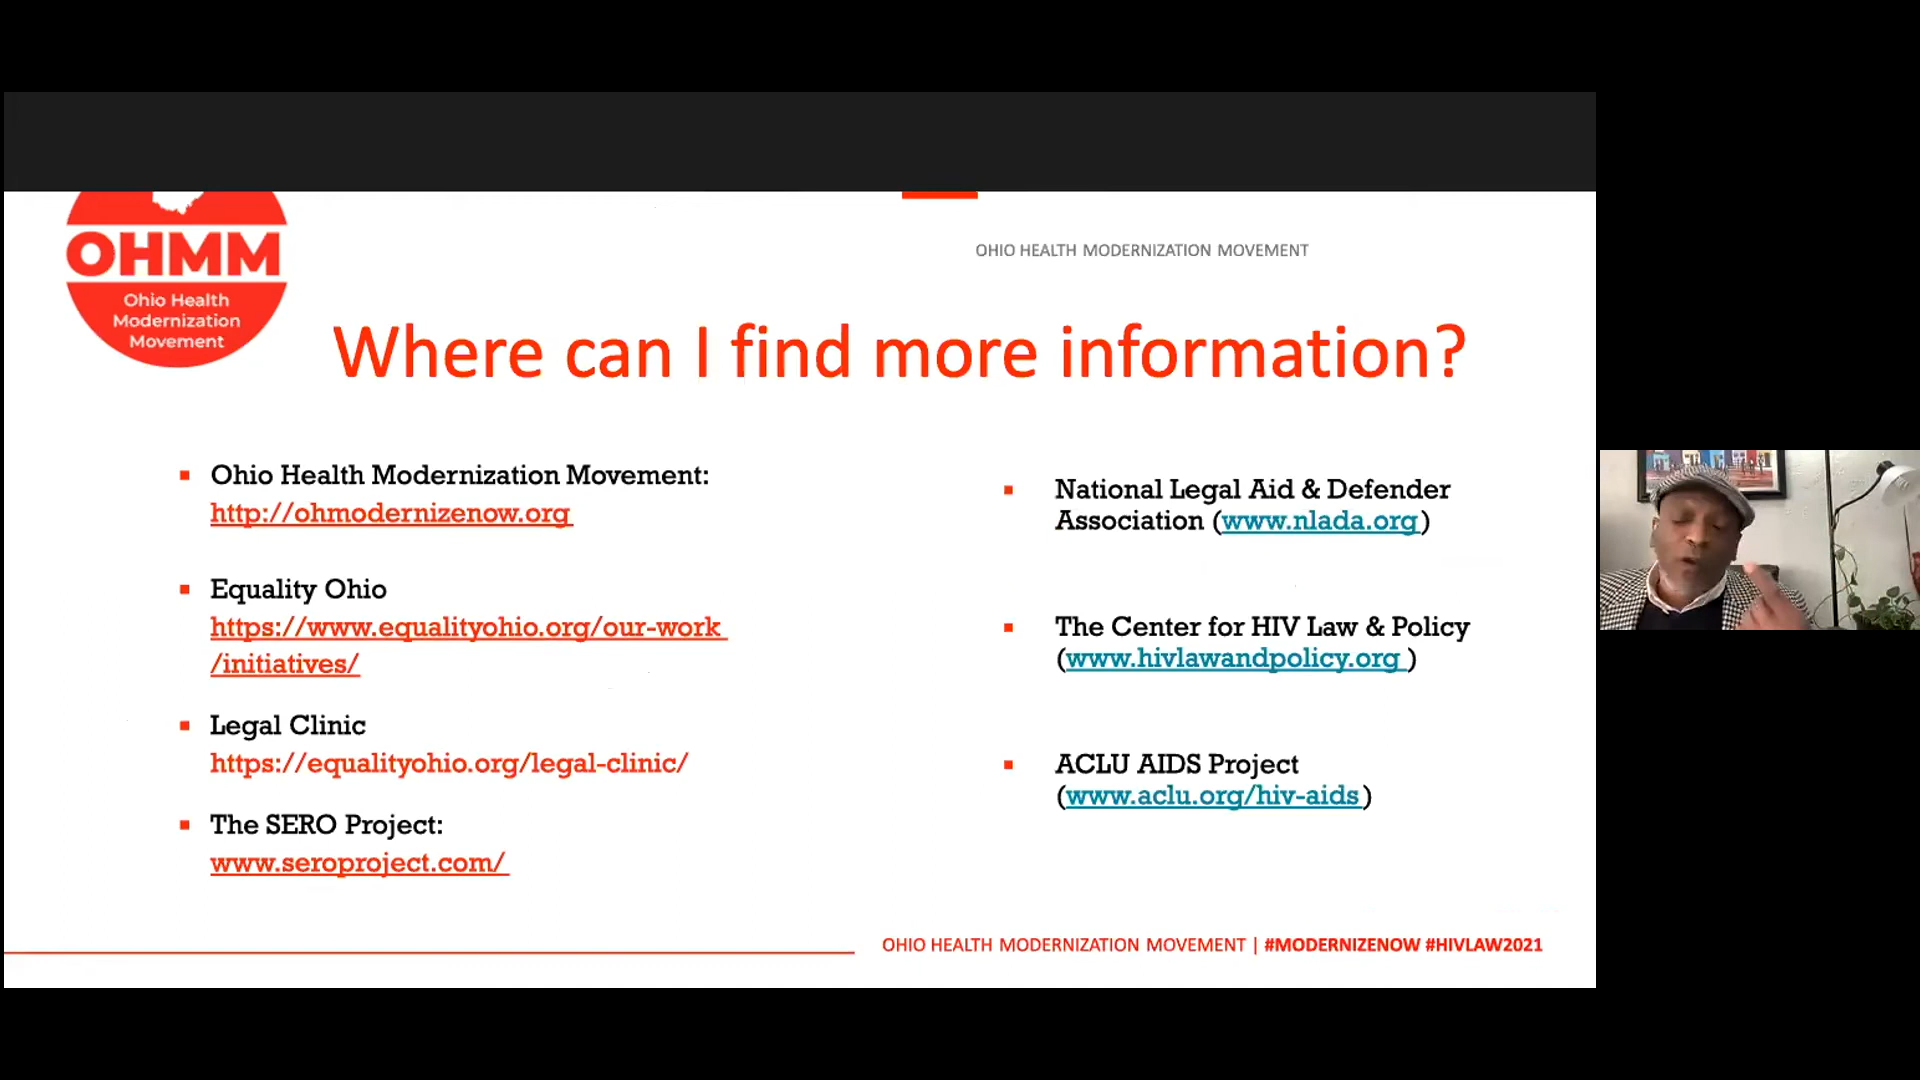 OHMM
Ohio Health
Modernization
Movement
OHIO HEALTH MODERNIZATION MOVEMENT
Where can I find more information?
Ohio Health Modernization Movement:
http://ohmodernizenow.org
Equality Ohio
https://www.equalityohio.org/our-work
/initiatives/
Legal Clinic
https://equalityohio.org/legal-clinic/
The SERO Project:
www.seroproject.com/
National Legal Aid & Defender
Association (www.nlada.org)
The Center for HIV Law & Policy
(www.hivlawandpolicy.org )
ACLU AIDS Project
(www.aclu.org/hiv-aids)
OHIO HEALTH MODERNIZATION MOVEMENT | #MODERNIZENOW #HIVLAW2021